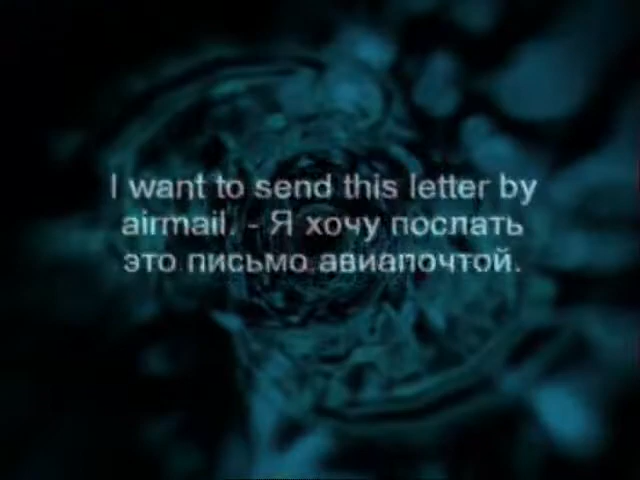 I want to send this letter by
airmail. - Я хочу послать
это письмо авиапочтой.